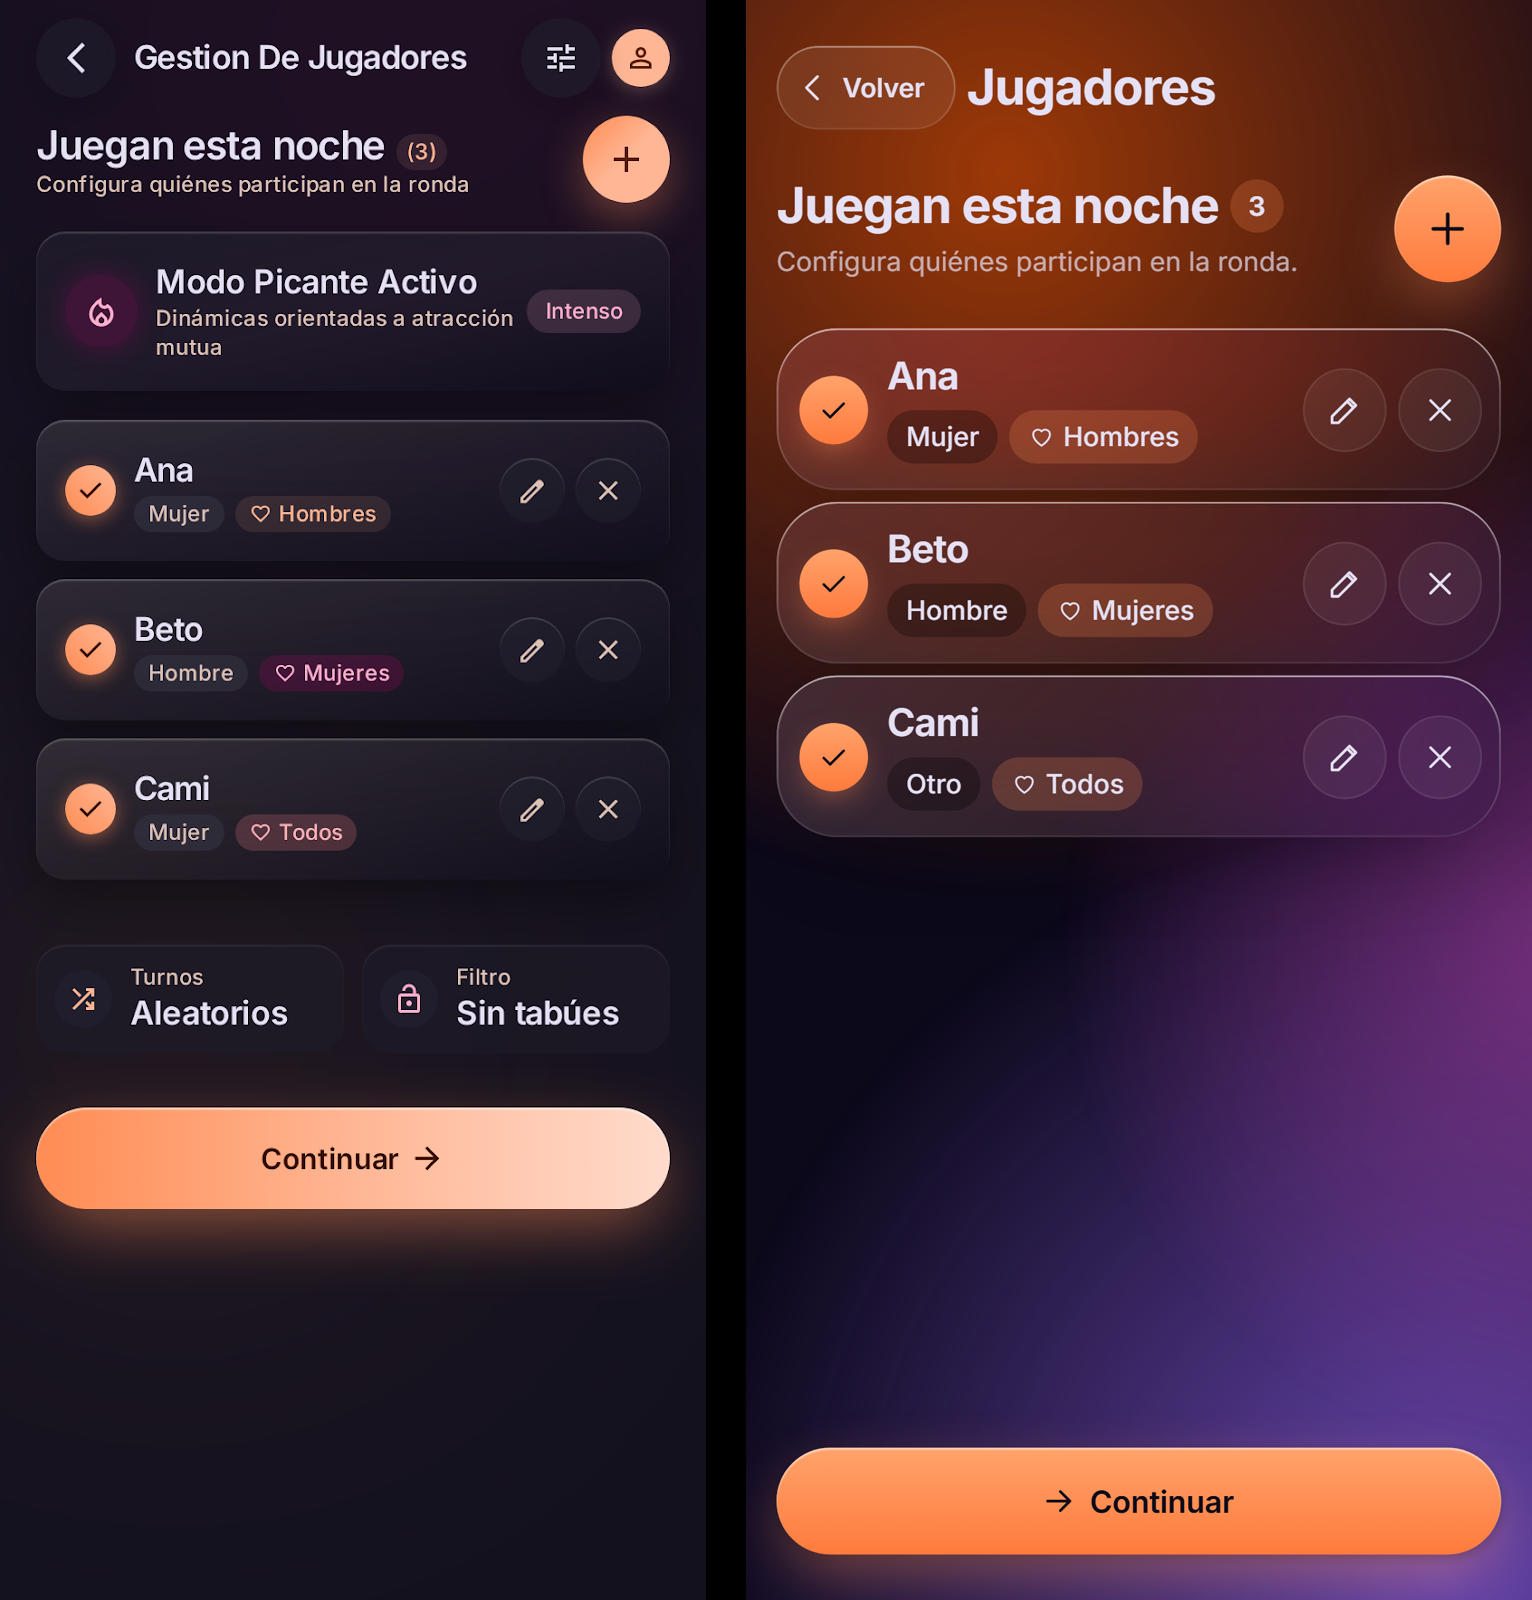 Gestion De Jugadores
Juegan esta noche (3)
Configura quiénes participan en la ronda
Modo Picante Activo
Dinámicas orientadas a atracción
mutua
Intenso
Ana
Mujer
Hombres
Beto
Hombre
Mujeres
Cami
Mujer
Todos
Turnos
Aleatorios
Filtro
Sin tabúes
Continuar
Volver
Jugadores
Juegan esta noche 3
Configura quiénes participan en la ronda.
Ana
Mujer
Hombres
Beto
Hombre
Mujeres
Cami
Otro
Todos
Continuar